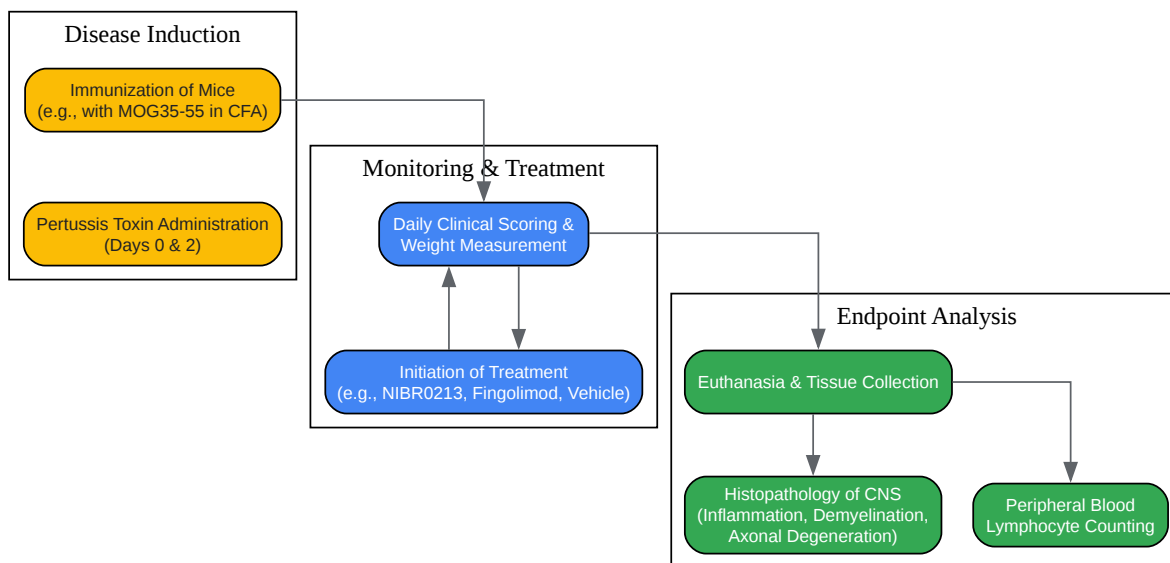 Disease Induction
Immunization of Mice
(e.g., with MOG35-55 in CFA)
Pertussis Toxin Administration
(Days 0 & 2)
Monitoring & Treatment
Daily Clinical Scoring &
Weight Measurement
Initiation of Treatment
(e.g., NIBR0213, Fingolimod, Vehicle)
Endpoint Analysis
Euthanasia & Tissue Collection
Histopathology of CNS
(Inflammation, Demyelination,
Axonal Degeneration)
Peripheral Blood
Lymphocyte Counting